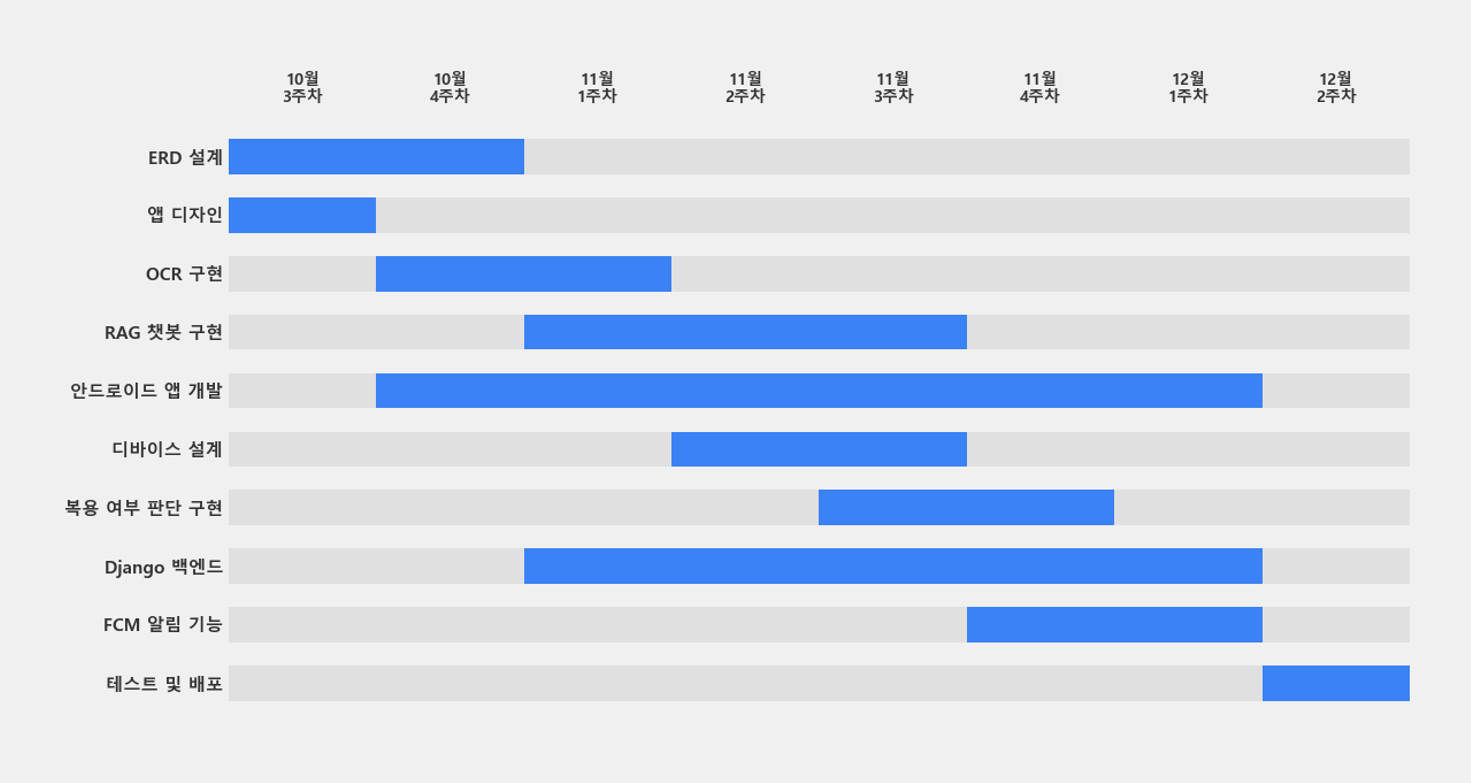 10월
3주차
10월
4주차
11월
1주차
11월
2주차
11월
3주차
11월
4주차
12월
1주차
12월
2주차
ERD 설계
앱 디자인
OCR 구현
RAG 챗봇 구현
안드로이드 앱 개발
디바이스 설계
복용 여부 판단 구현
Django 백엔드
FCM 알림 기능
테스트 및 배포